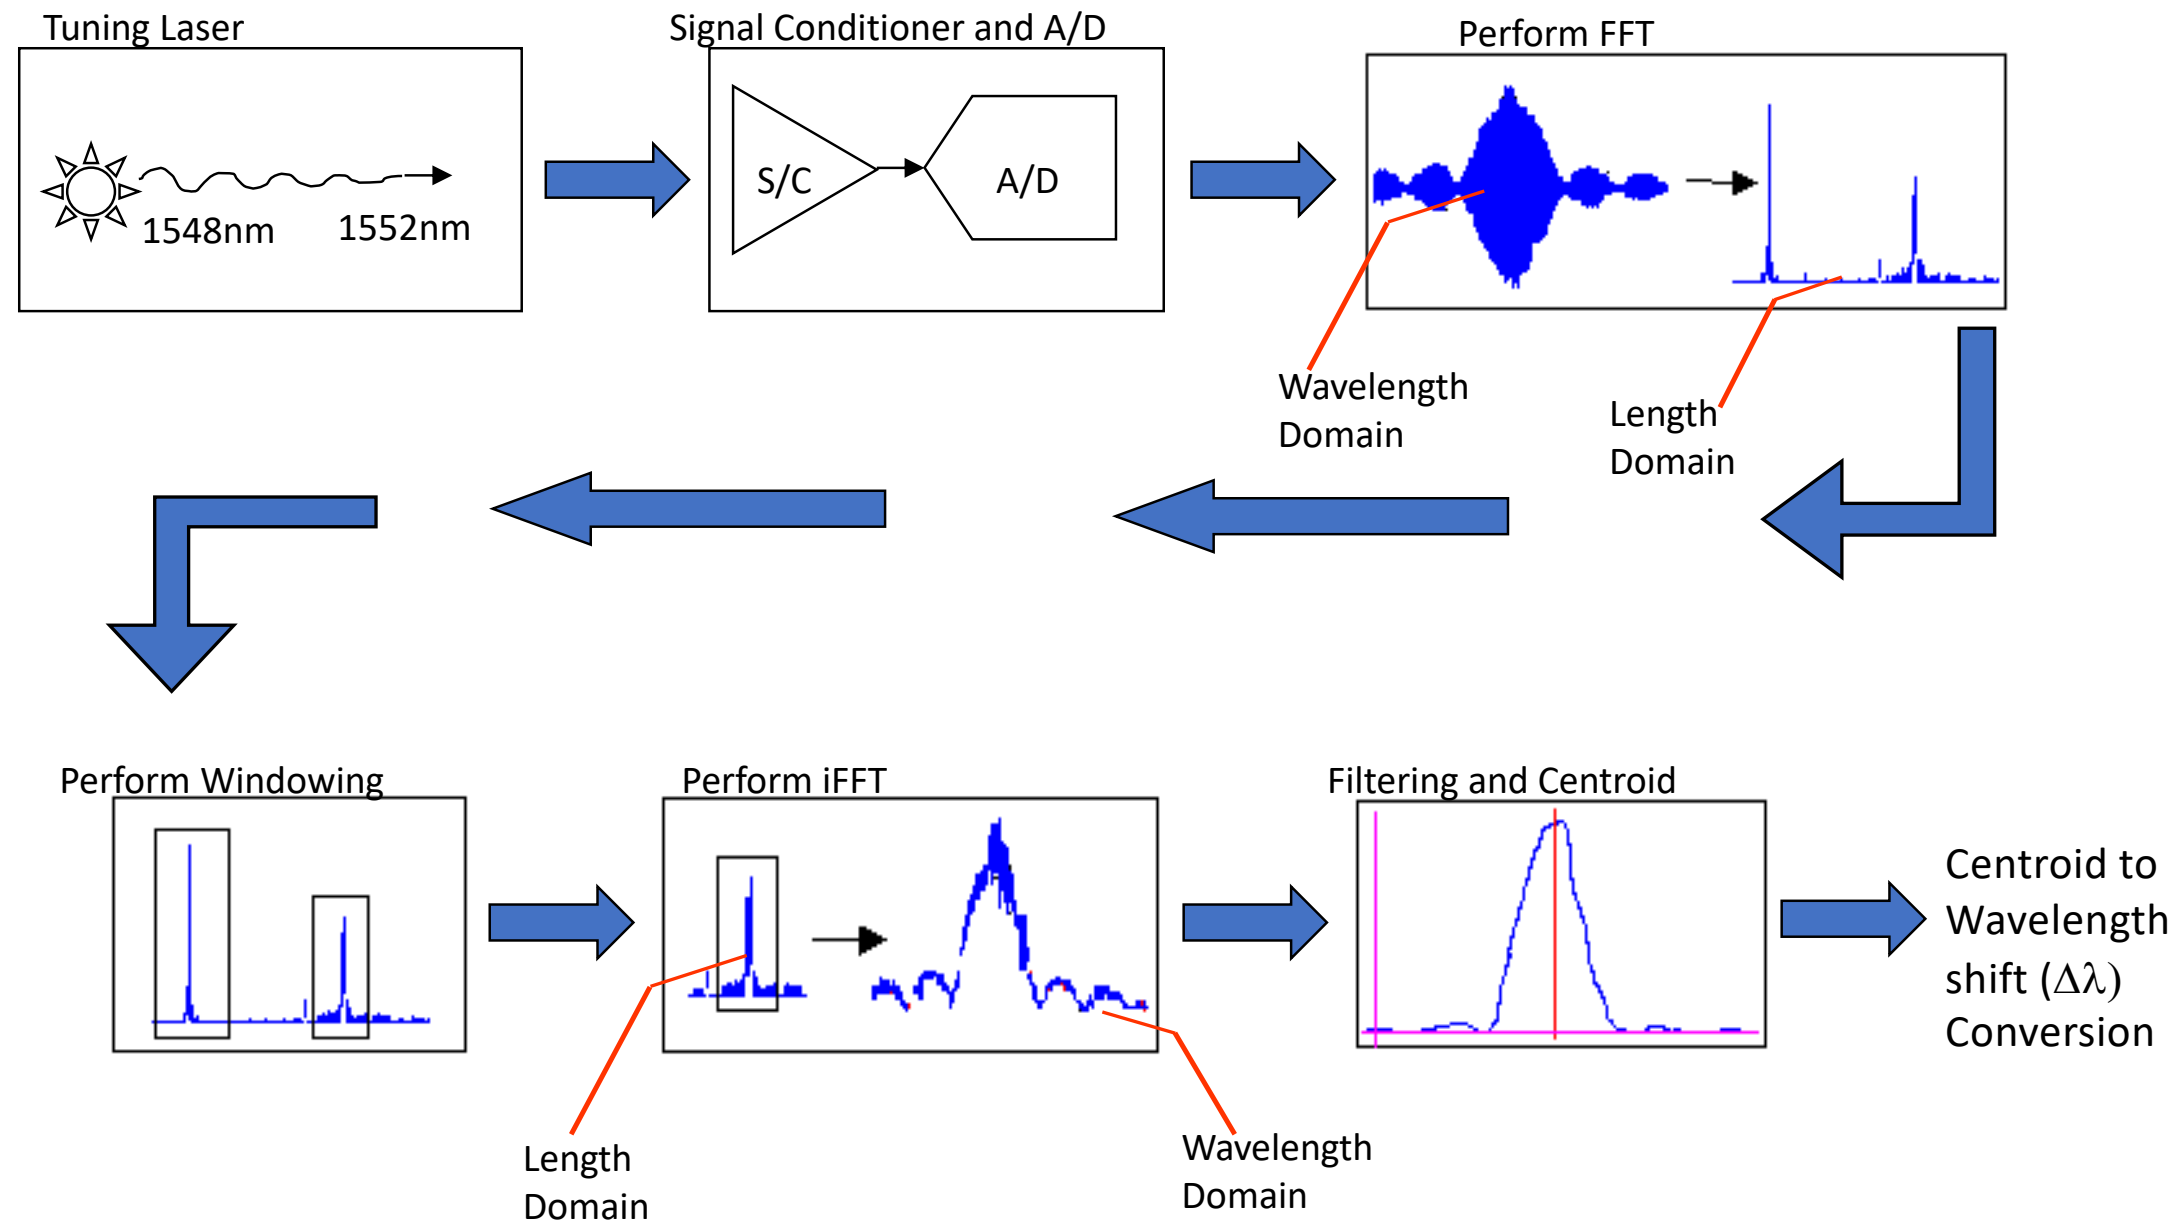 Tuning Laser
1548nm
1552nm
Signal Conditioner and A/D
S/C
A/D
Perform FFT
Wavelength
Domain
Length
Domain
Perform Windowing
Perform iFFT
Length
Domain
Wavelength
Domain
Filtering and Centroid
Centroid to
Wavelength
shift (Δλ)
Conversion